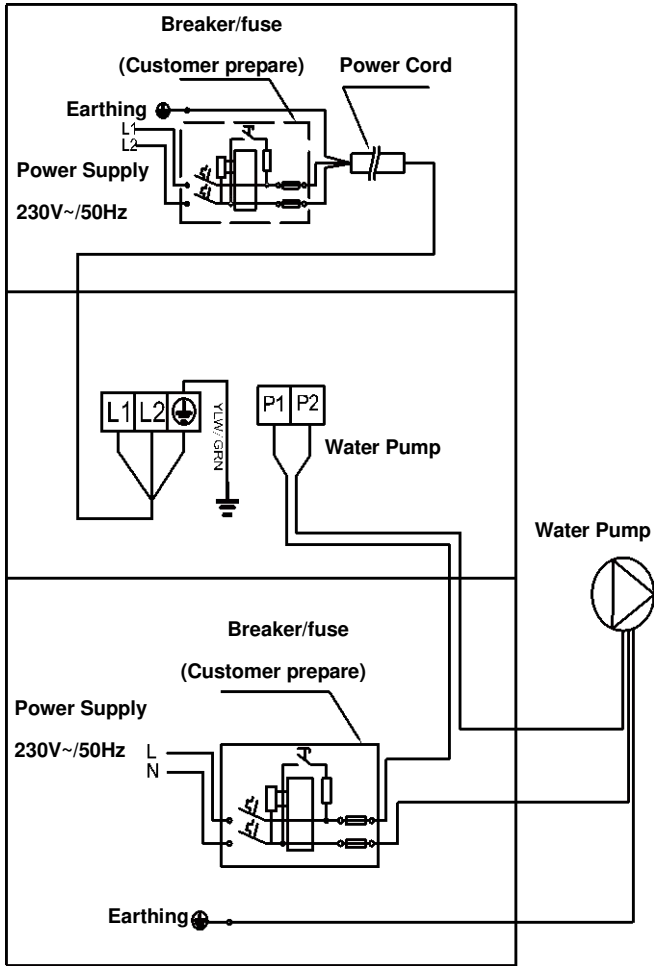 Breaker/fuse
(Customer prepare)
Power Cord
Earthing
L1
L2
Power Supply
230V~/50Hz
L1 L2
YLW/GRN
P1 P2
Water Pump
Water Pump
Breaker/fuse
(Customer prepare)
Power Supply
230V~/50Hz
L
N
Earthing